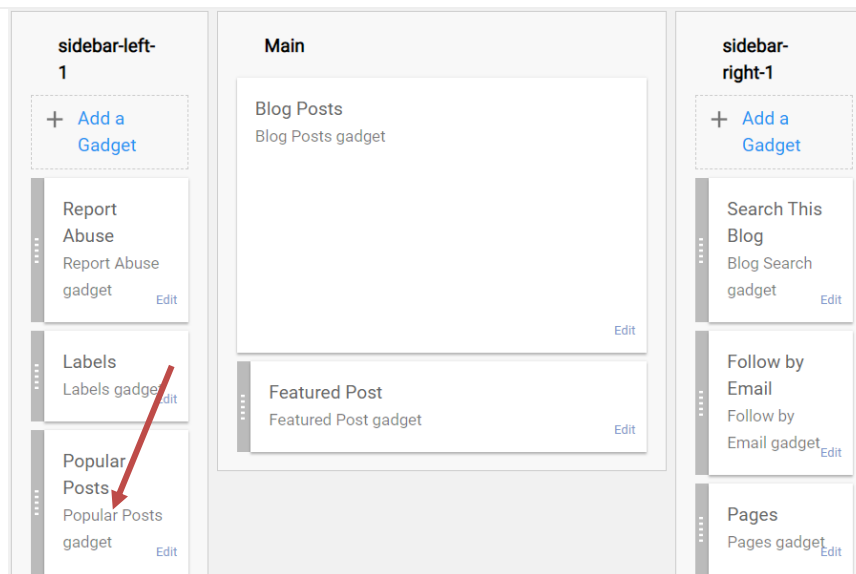 sidebar-left-
1
+ Add a
Gadget
Report
Abuse
Report Abuse
gadget
Edit
Labels
Labels gadget
Edit
Popular
Posts
Popular Posts
gadget
Edit
Main
Blog Posts
Blog Posts gadget
Edit
Featured Post
Featured Post gadget
Edit
sidebar-
right-1
+ Add a
Gadget
Search This
Blog
Blog Search
gadget
Edit
Follow by
Email
Follow by
Email gadget
Edit
Pages
Pages gadget
Edit